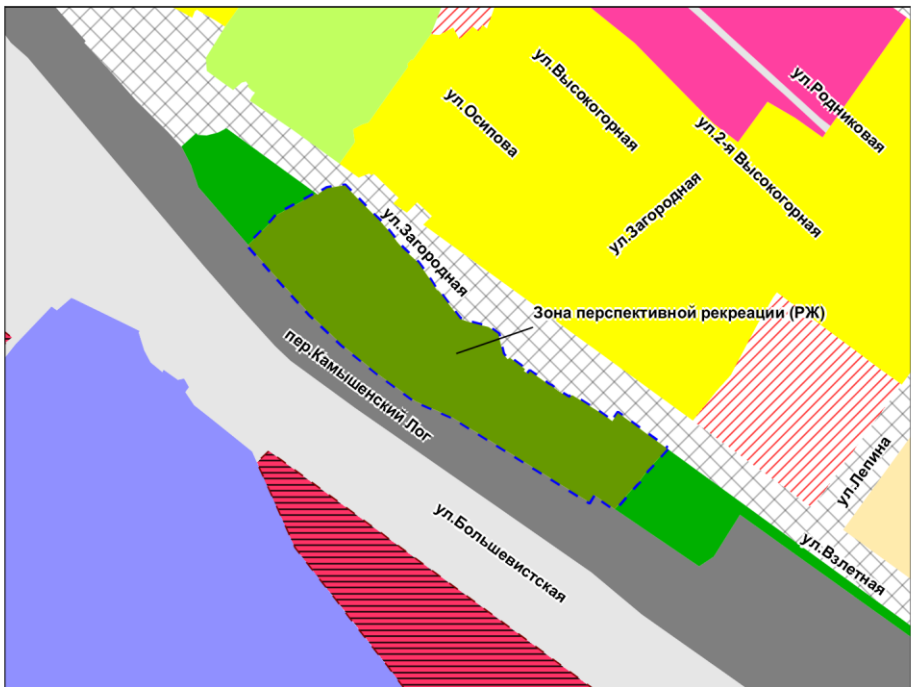 ул.Родниковая
ул.Высокогорная
ул.Осипова
ул.2-я Высокогорная
ул.Загородная
ул.Загородная
Зона перспективной рекреации (РЖ)
пер.Камышенский Лог
ул.Лепина
ул.Большевистская
ул.Взлетная